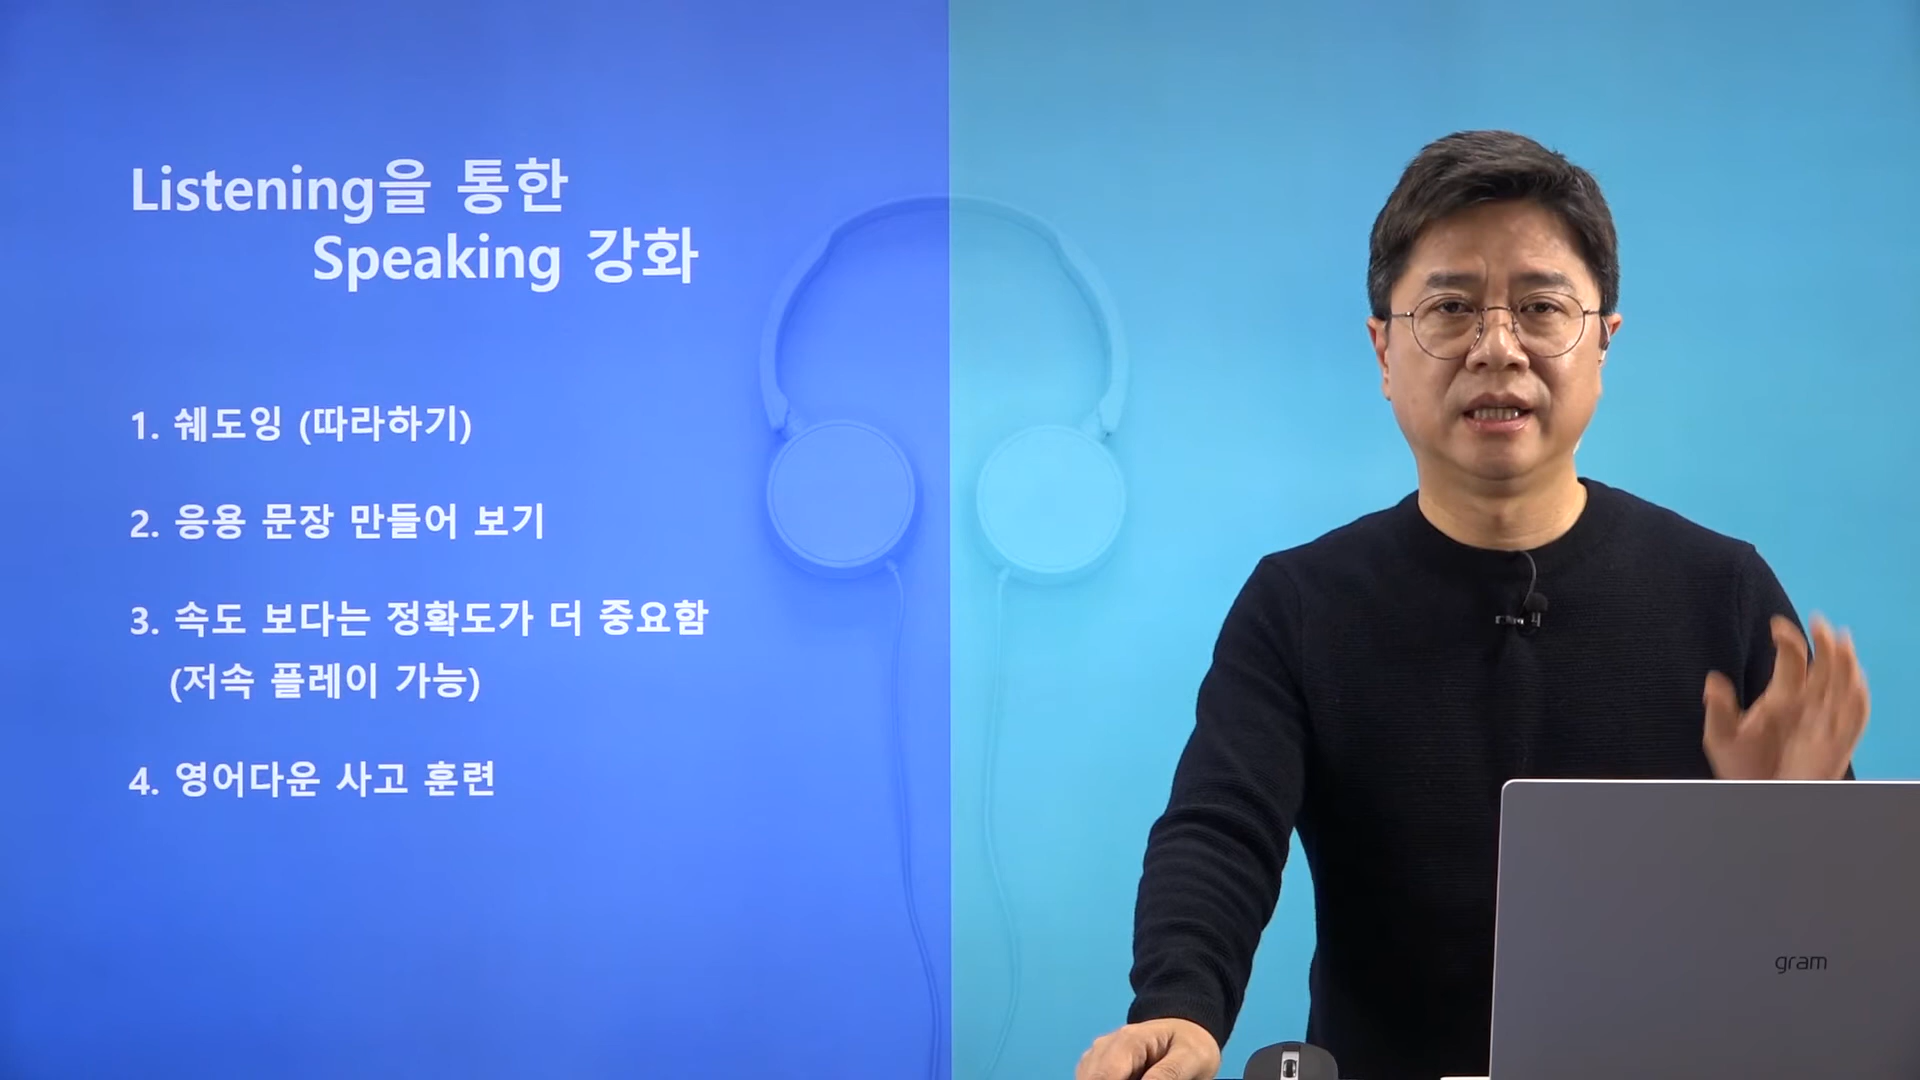 Listening을 통한
Speaking 강화
1. 쉐도잉 (따라하기)
2. 응용 문장 만들어 보기
3. 속도 보다는 정확도가 더 중요함
(저속 플레이 가능)
4. 영어다운 사고 훈련
gram